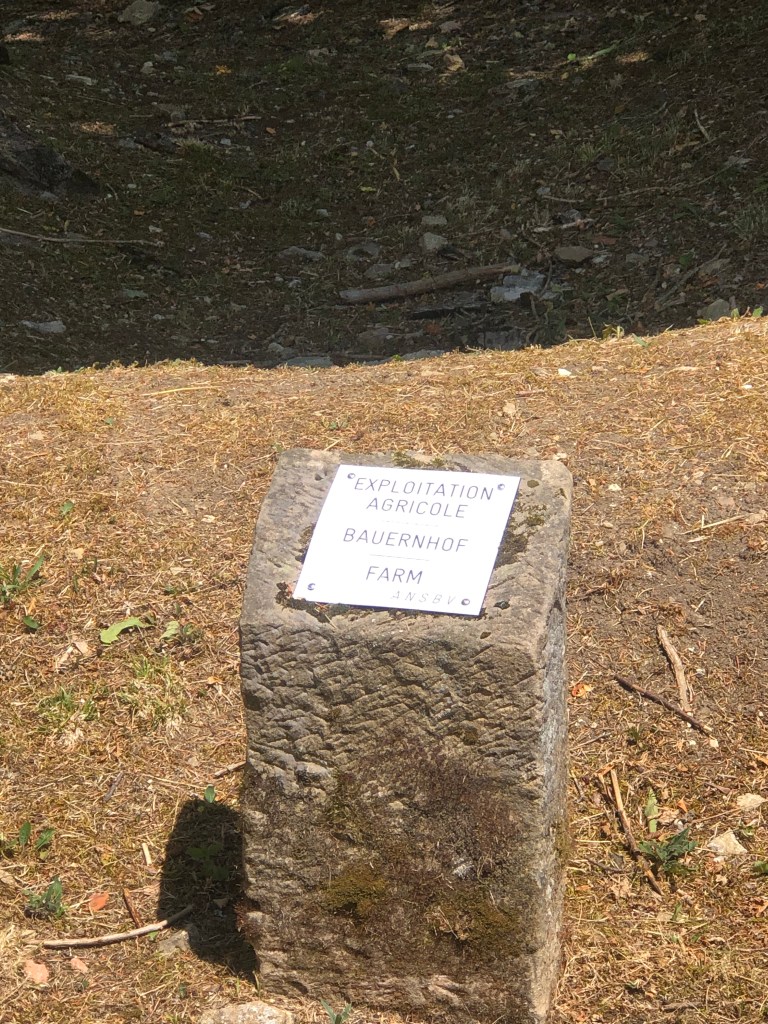 EXPLOITATION
AGRICOLE
BAUERNHOF
FARM
ANSBV